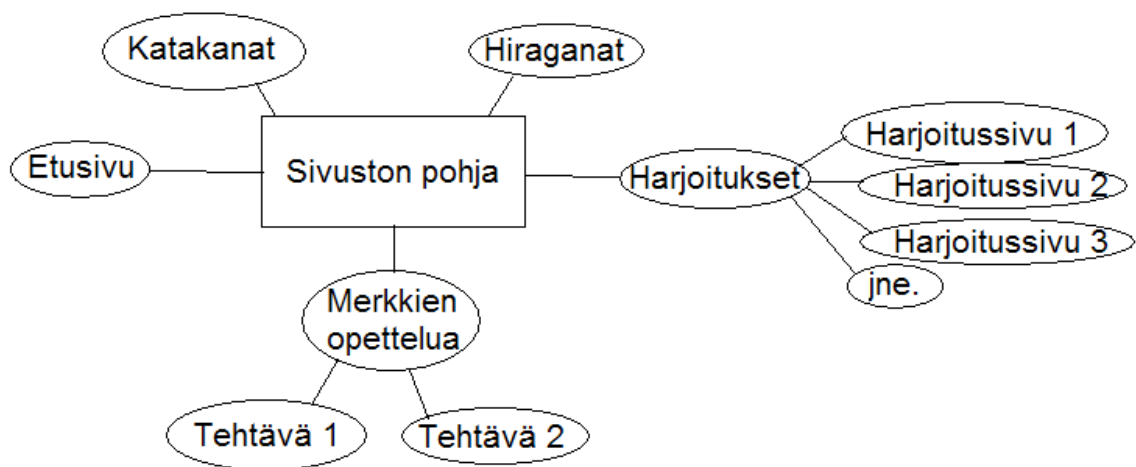 Katakanat
Hiraganat
Etusivu
Sivuston pohja
Harjoitukset
Harjoitussivu 1
Harjoitussivu 2
Harjoitussivu 3
jne.
Merkkien
opettelua
Tehtävä 1
Tehtävä 2